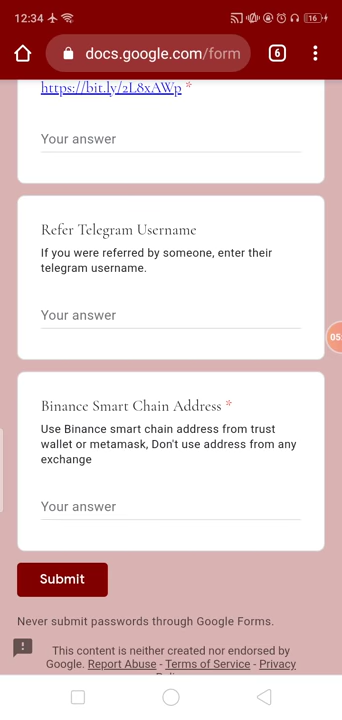 12:34
16
docs.google.com/form
6
https://bit.ly/2L8xAWp *
Your answer
Refer Telegram Username
If you were referred by someone, enter their
telegram username.
Your answer
05
Binance Smart Chain Address *
Use Binance smart chain address from trust
wallet or metamask, Don't use address from any
exchange
Your answer
Submit
Never submit passwords through Google Forms.
This content is neither created nor endorsed by
Google. Report Abuse - Terms of Service - Privacy